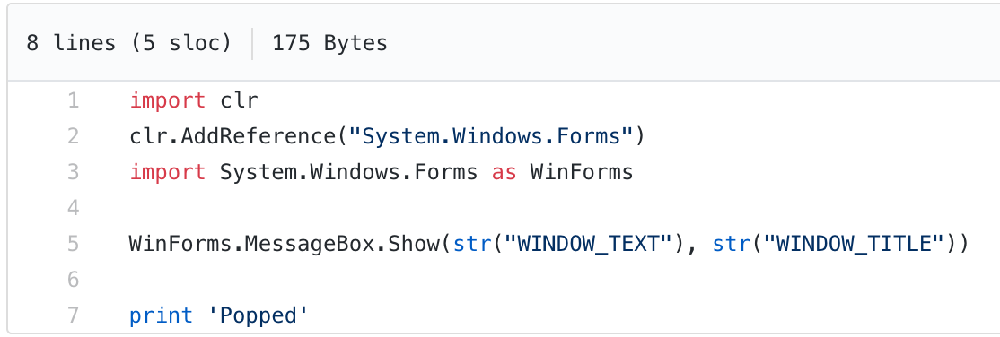 8 lines (5 sloc) 175 Bytes
1 import clr
2 clr.AddReference("System.Windows.Forms")
3 import System.Windows.Forms as WinForms
4
5 WinForms.MessageBox.Show(str("WINDOW_TEXT"), str("WINDOW_TITLE"))
6
7 print 'Popped'